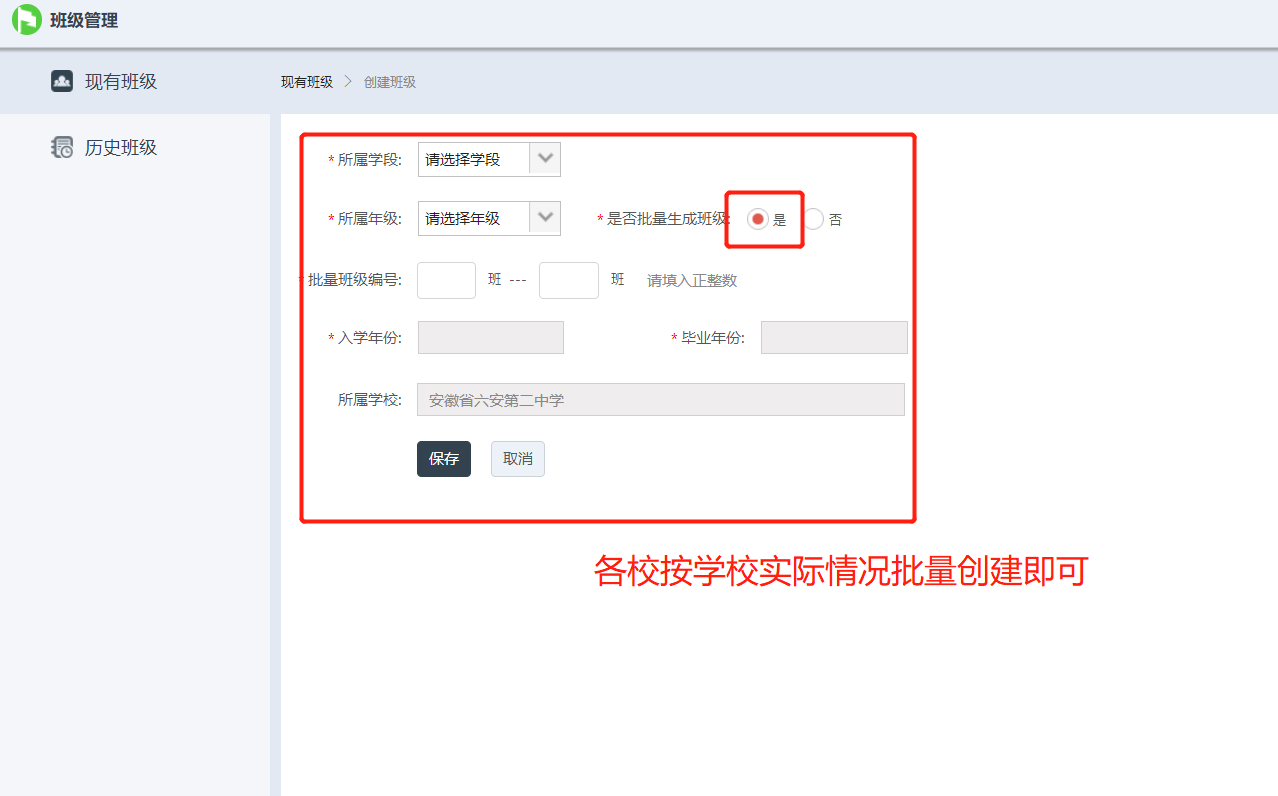 班级管理
现有班级
现有班级 > 创建班级
历史班级
* 所属学段: 请选择学段
* 所属年级: 请选择年级 * 是否批量生成班级: 是 否
* 批量班级编号: 班 --- 班 请填入正整数
* 入学年份: * 毕业年份:
所属学校: 安徽省六安第二中学
保存 取消
各校按学校实际情况批量创建即可